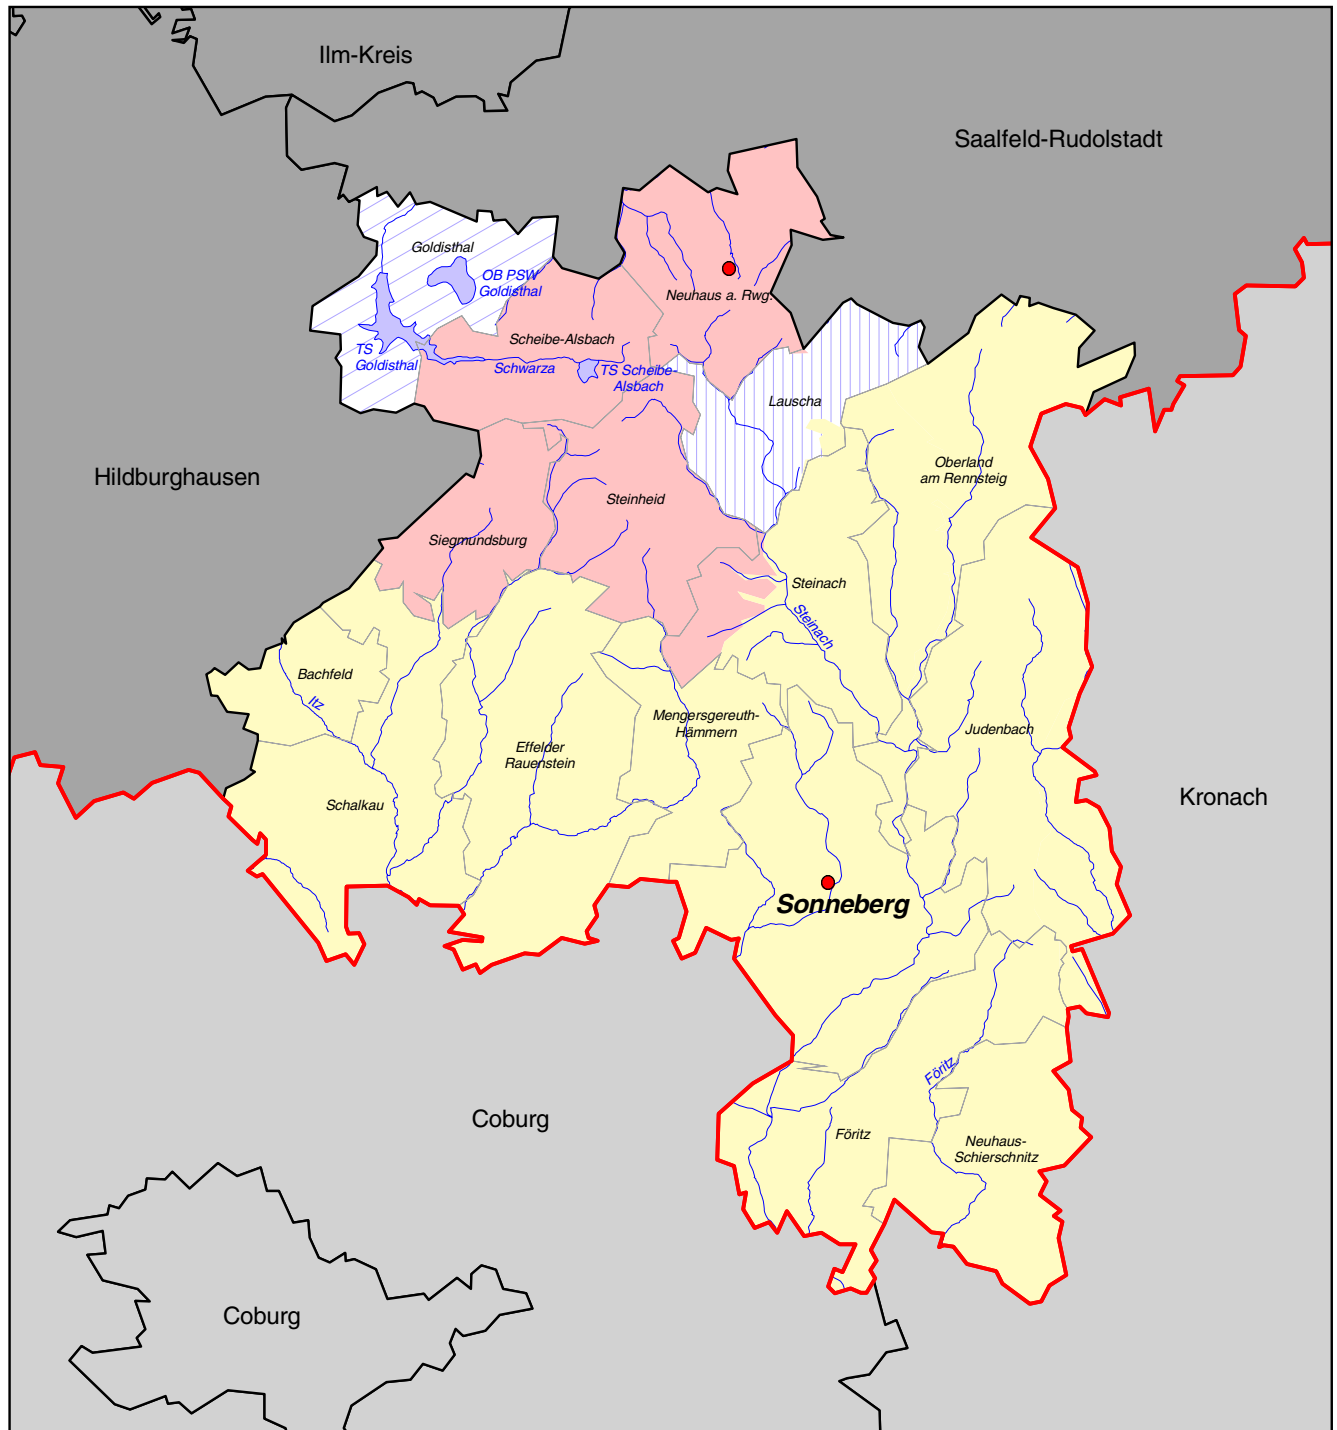 Ilm-Kreis
Saalfeld-Rudolstadt
Goldisthal
OB PSW
Goldisthal
Neuhaus a. Rwg.
Scheibe-Alsbach
TS
Goldisthal
Schwarza
TS Scheibe-
Alsbach
Lauscha
Hildburghausen
Oberland
am Rennsteig
Steinheid
Siegmundsburg
Steinach
Steinach
Bachfeld
Itz
Mengersgereuth-
Hämmern
Judenbach
Effelder
Rauenstein
Schalkau
Kronach
Sonneberg
Föritz
Coburg
Föritz
Neuhaus-
Schierschnitz
Coburg